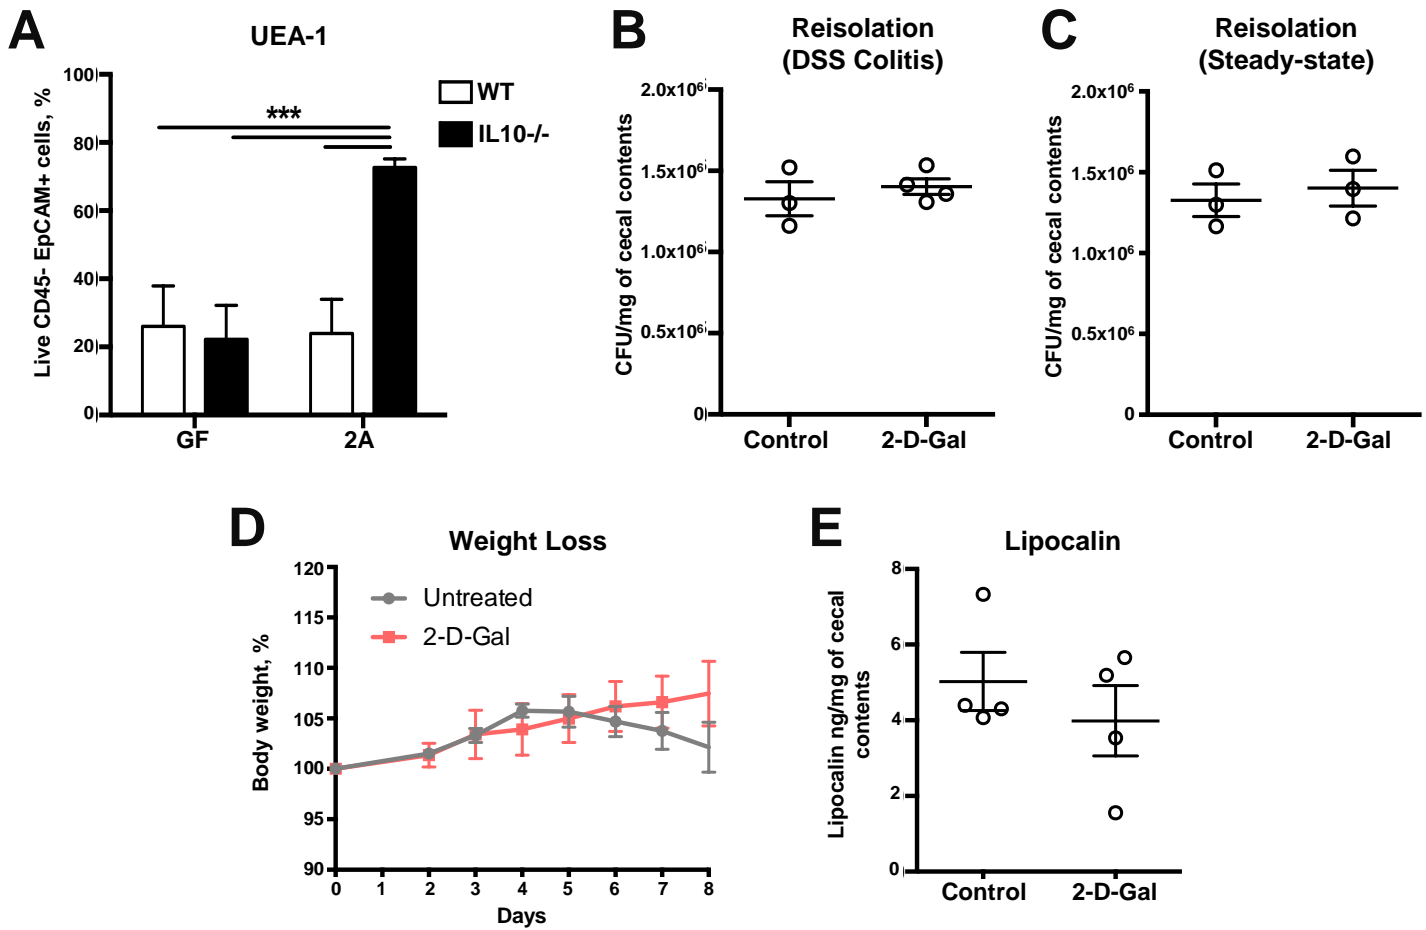 A
UEA-1
Live CD45- EpCAM+ cells, %
100
80
60
40
20
0
***
WT
IL10-/-
GF
2A
B
Reisolation
(DSS Colitis)
CFU/mg of cecal contents
2.0x10⁶
1.5x10⁶
1.0x10⁶
0.5x10⁶
0
Control
2-D-Gal
C
Reisolation
(Steady-state)
CFU/mg of cecal contents
2.0x10⁶
1.5x10⁶
1.0x10⁶
0.5x10⁶
0
Control
2-D-Gal
D
Weight Loss
Body weight, %
120
115
110
105
100
95
90
Untreated
2-D-Gal
0 1 2 3 4 5 6 7 8
Days
E
Lipocalin
Lipocalin ng/mg of cecal
contents
8
6
4
2
0
Control
2-D-Gal